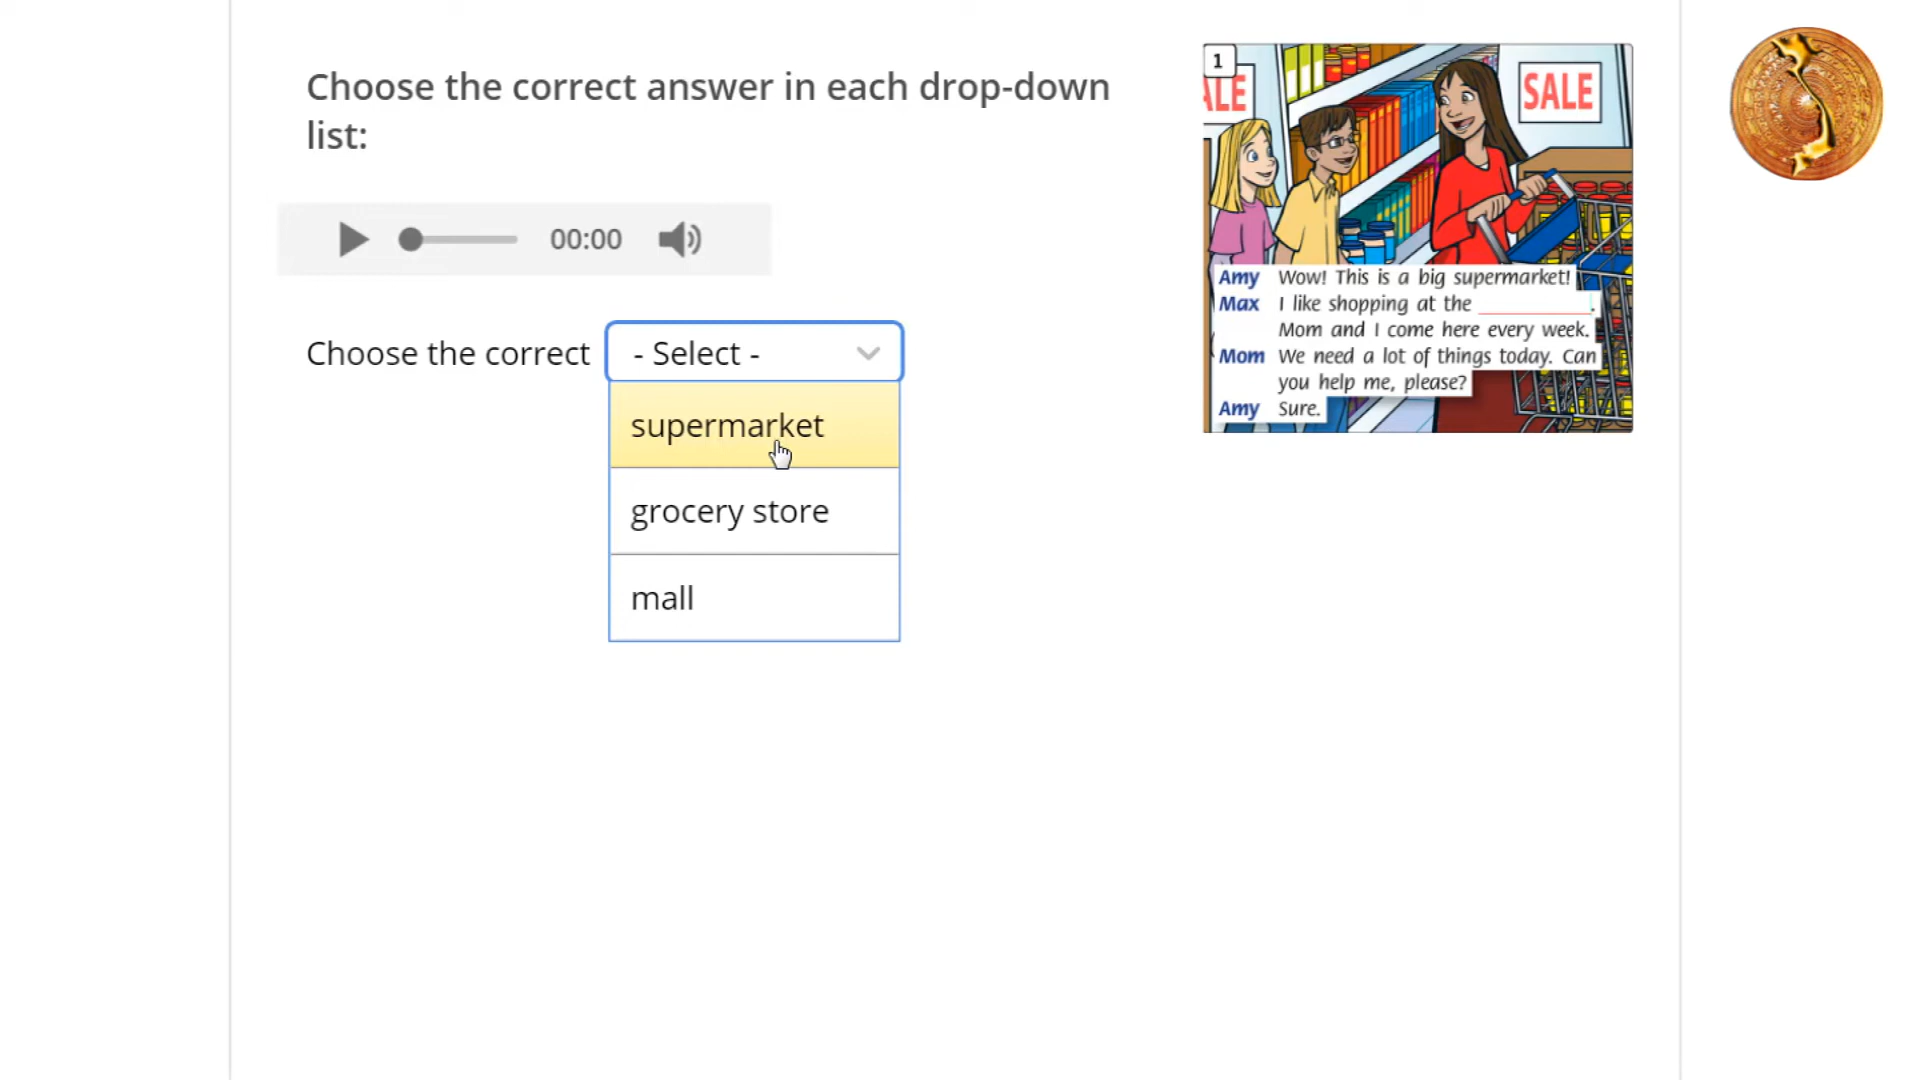 Choose the correct answer in each drop-down
list:
00:00
Choose the correct
- Select -
supermarket
grocery store
mall
1
ALE
SALE
Amy Wow! This is a big supermarket!
Max I like shopping at the __________.
Mom and I come here every week.
Mom We need a lot of things today. Can
you help me, please?
Amy Sure.